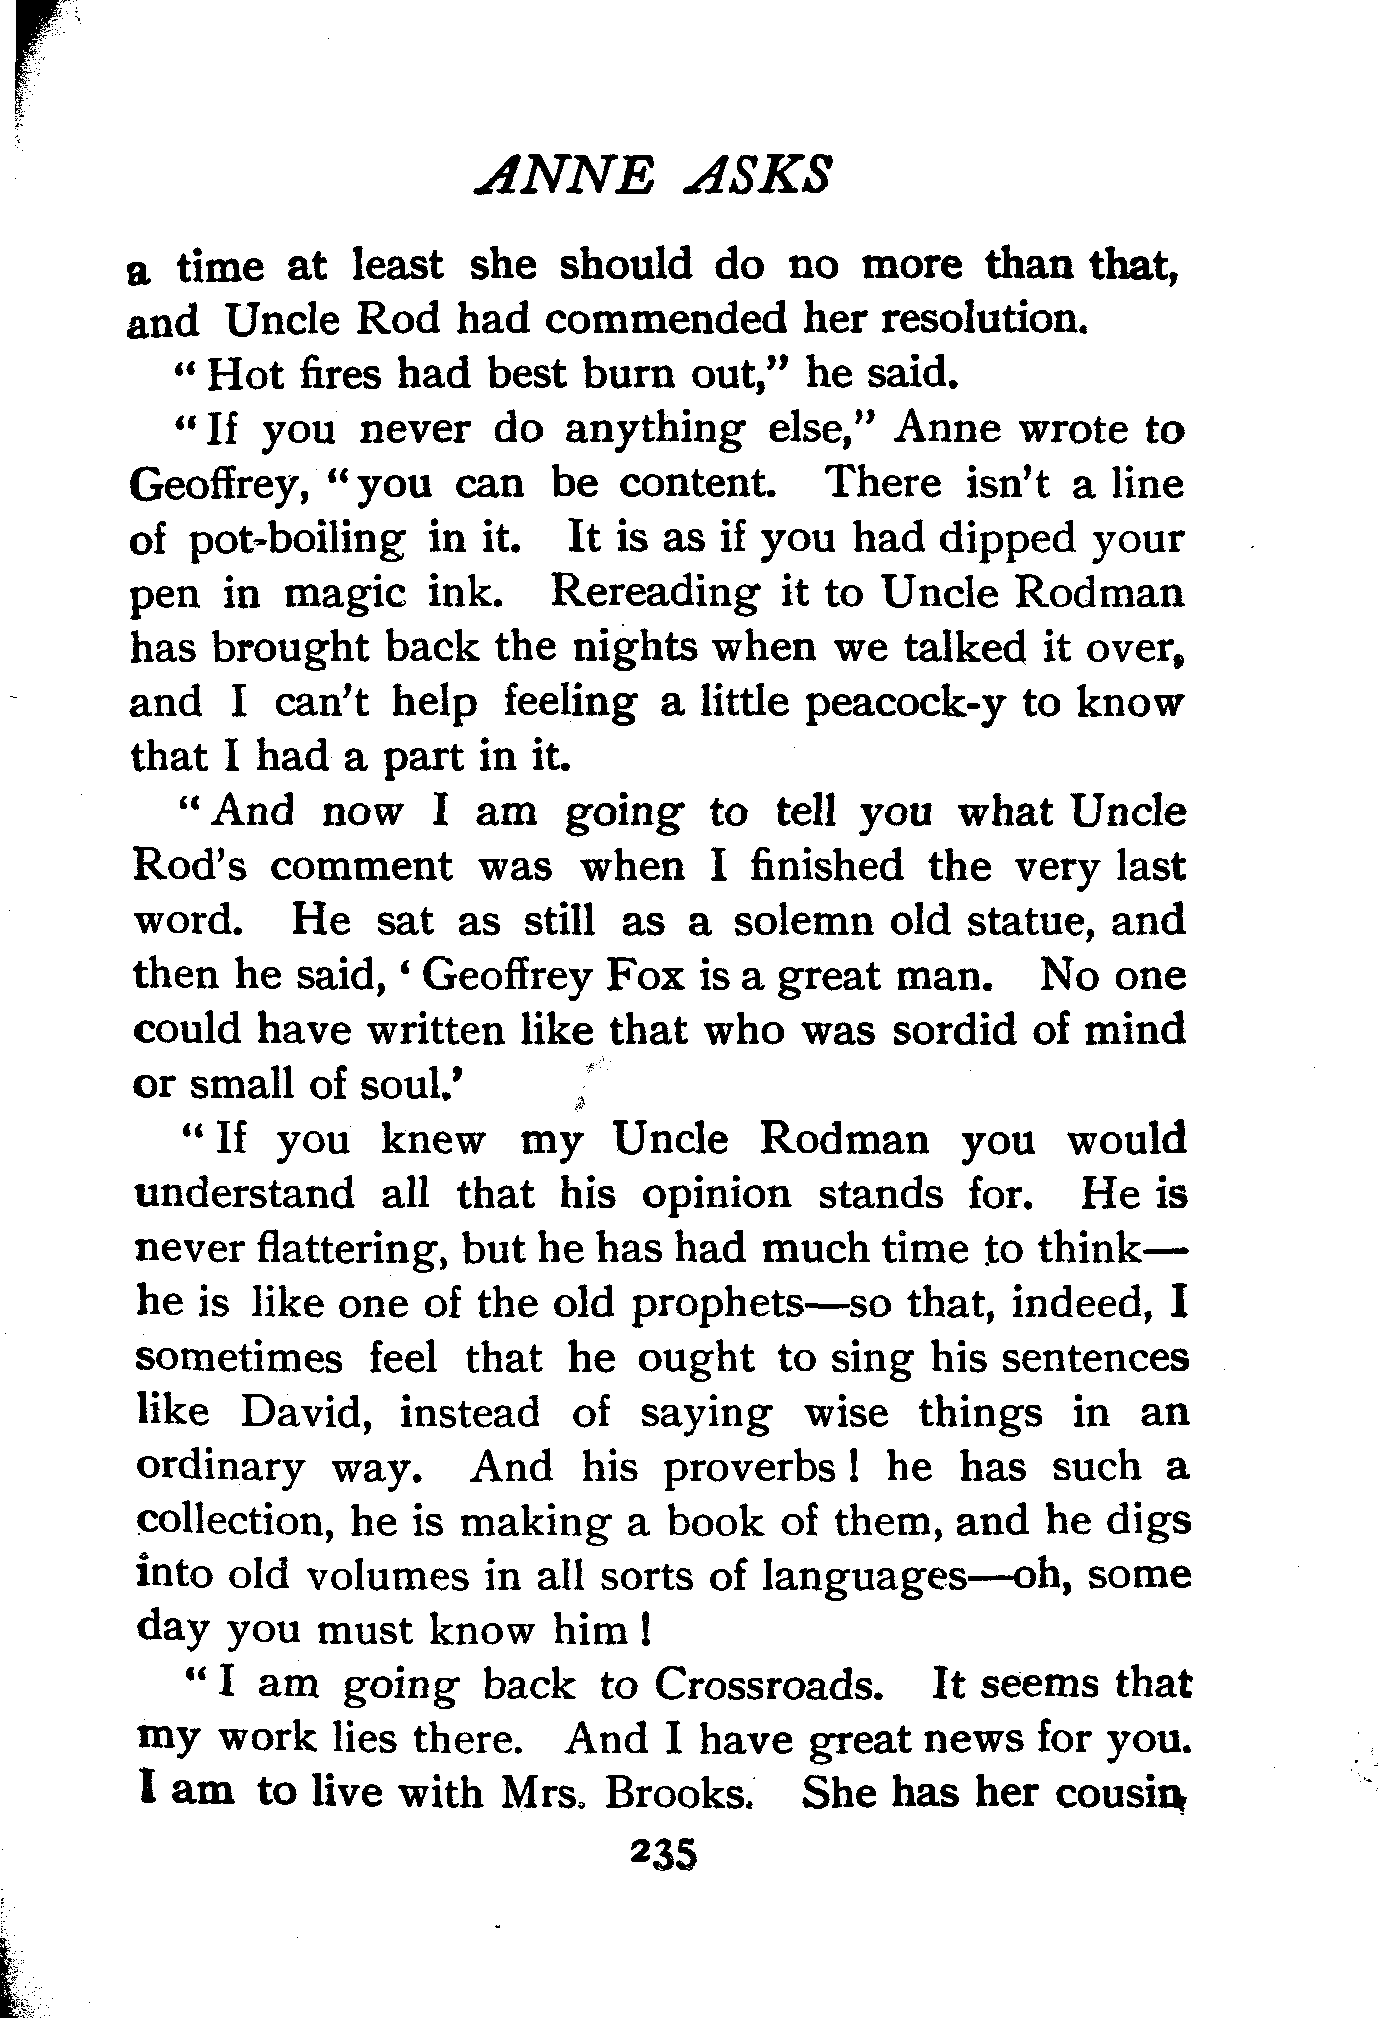 ANNE ASKS
a time at least she should do no more than that,
and Uncle Rod had commended her resolution.
"Hot fires had best burn out," he said.
"If you never do anything else," Anne wrote to
Geoffrey, "you can be content. There isn't a line
of pot-boiling in it. It is as if you had dipped your
pen in magic ink. Rereading it to Uncle Rodman
has brought back the nights when we talked it over,
and I can't help feeling a little peacock-y to know
that I had a part in it.
"And now I am going to tell you what Uncle
Rod's comment was when I finished the very last
word. He sat as still as a solemn old statue, and
then he said, 'Geoffrey Fox is a great man. No one
could have written like that who was sordid of mind
or small of soul.'
"If you knew my Uncle Rodman you would
understand all that his opinion stands for. He is
never flattering, but he has had much time to think—
he is like one of the old prophets—so that, indeed, I
sometimes feel that he ought to sing his sentences
like David, instead of saying wise things in an
ordinary way. And his proverbs! he has such a
collection, he is making a book of them, and he digs
into old volumes in all sorts of languages—oh, some
day you must know him!
"I am going back to Crossroads. It seems that
my work lies there. And I have great news for you.
I am to live with Mrs. Brooks. She has her cousin,
235